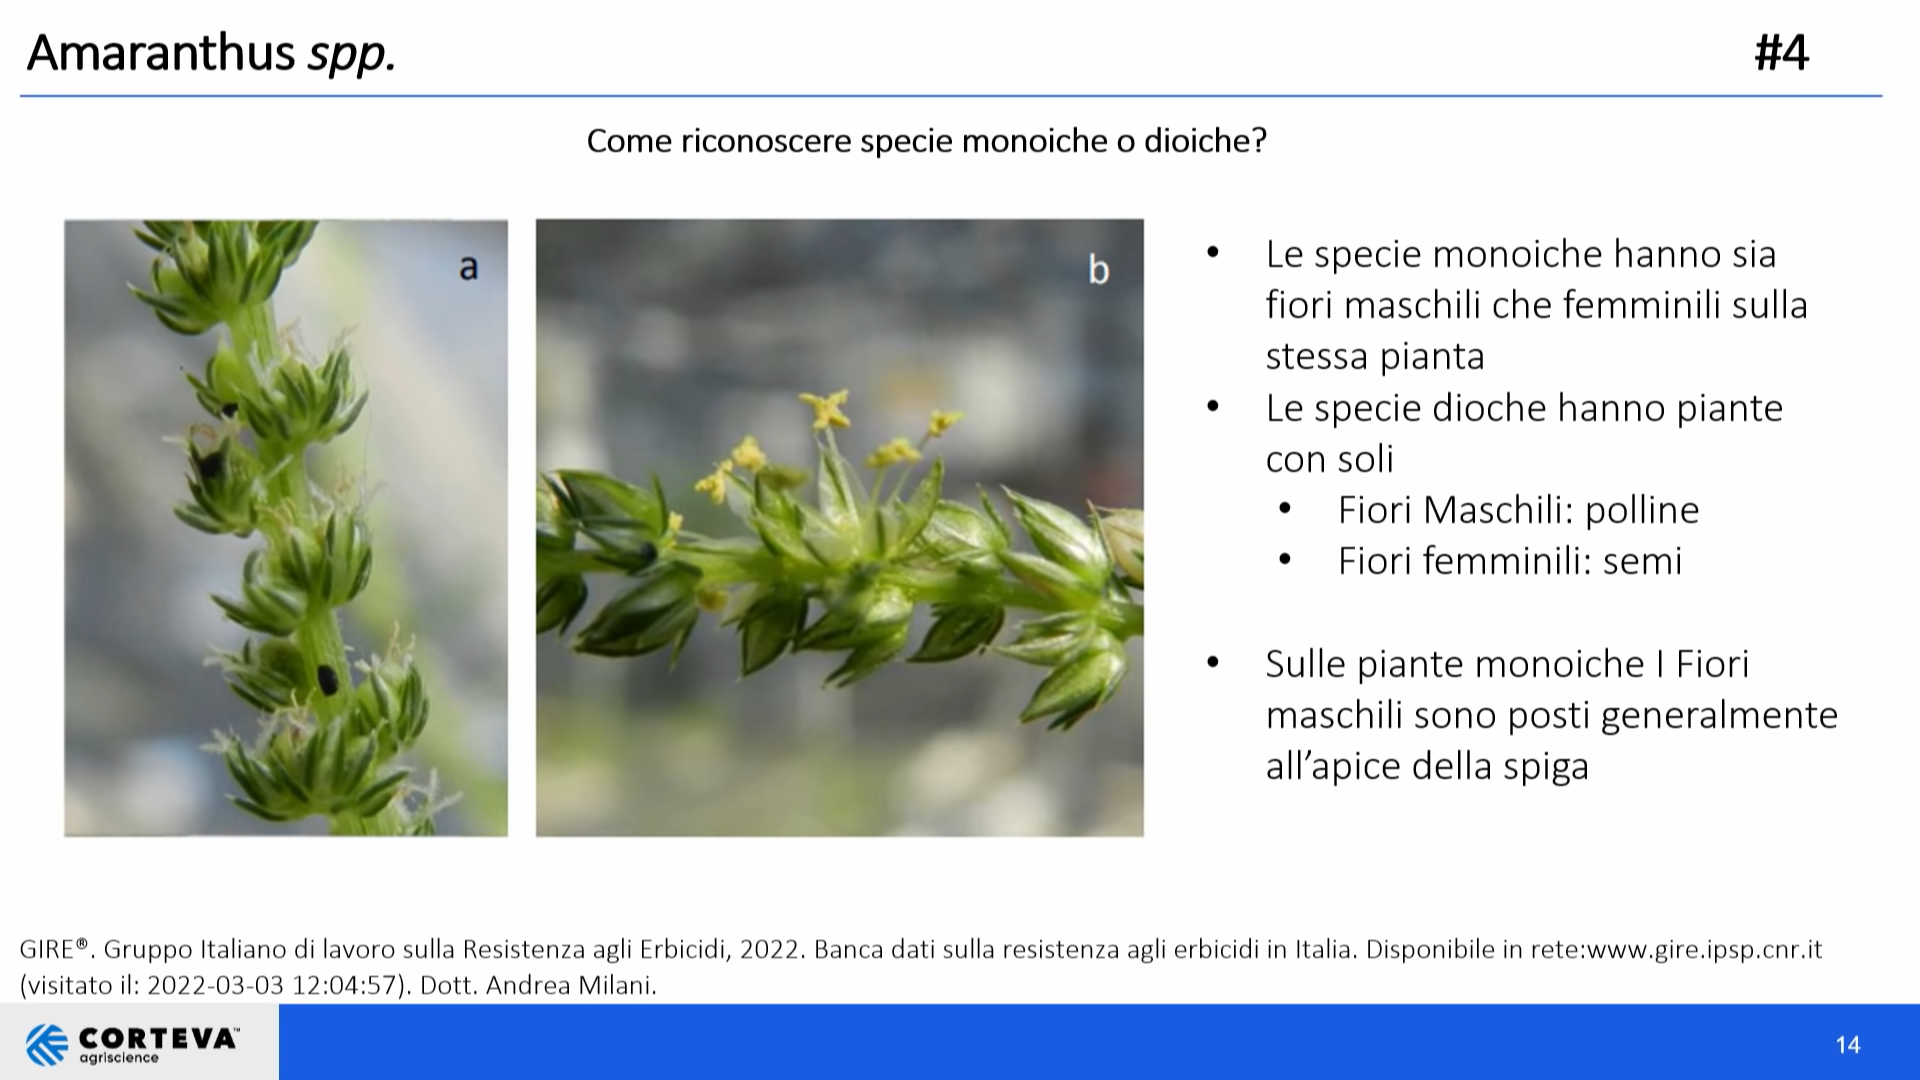 Amaranthus spp.
#4
Come riconoscere specie monoiche o dioiche?
a
b
• Le specie monoiche hanno sia
fiori maschili che femminili sulla
stessa pianta
• Le specie dioche hanno piante
con soli
• Fiori Maschili: polline
• Fiori femminili: semi
• Sulle piante monoiche I Fiori
maschili sono posti generalmente
all’apice della spiga
GIRE®. Gruppo Italiano di lavoro sulla Resistenza agli Erbicidi, 2022. Banca dati sulla resistenza agli erbicidi in Italia. Disponibile in rete:www.gire.ipsp.cnr.it
(visitato il: 2022-03-03 12:04:57). Dott. Andrea Milani.
CORTEVA™
agriscience
14